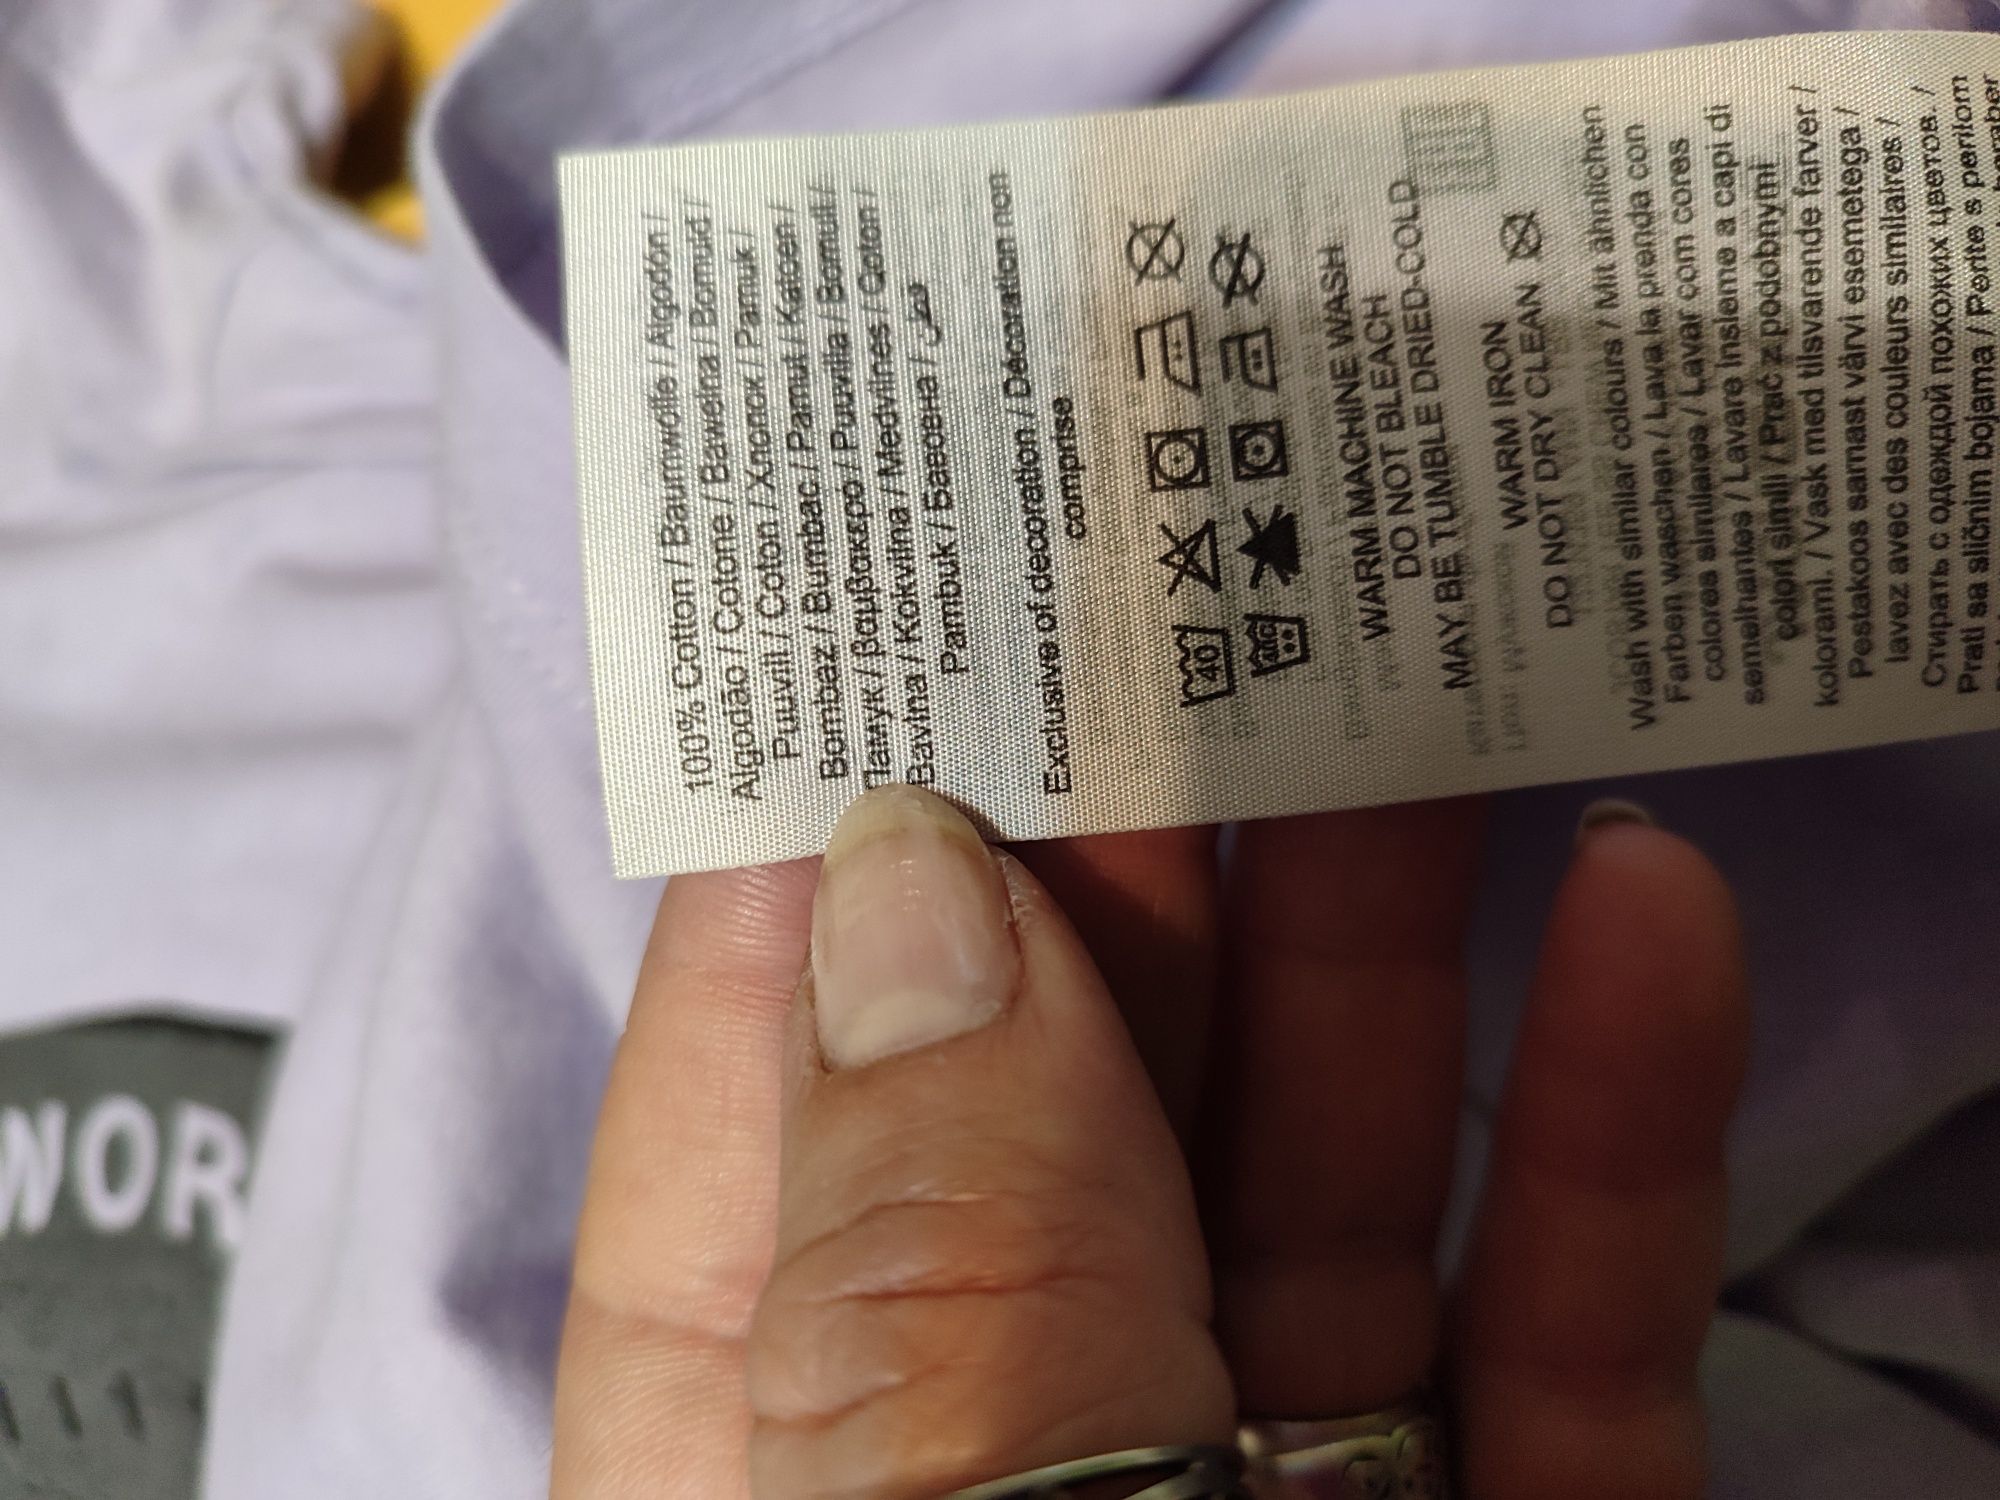 100% Cotton / Baumwolle / Algodón /
Algodão / Cotone / Bawełna / Bomuld /
Puuvill / Coton / Хлопок / Pamuk /
Bombaz / Bumbac / Pamut / Katoen /
Памук / βαμβακερό / Puuvilla / Bomull /
Bavlna / Kokvilna / Medvilnės / Coton /
Pambuk / Бавовна / قطن
Exclusive of decoration / Décoration non
comprise
40
40
WARM MACHINE WASH
DO NOT BLEACH
MAY BE TUMBLE DRIED-COLD
WARM IRON
DO NOT DRY CLEAN
Wash with similar colours / Mit ähnlichen
Farben waschen / Lava la prenda con
colores similares / Lavar com cores
semelhantes / Lavare insieme a capi di
colori simili / Prać z podobnymi
kolorami. / Vask med tilsvarende farver /
Pestakoos samast värvi esemetega /
lavez avec des couleurs similaires /
Стирать с одеждой похожих цветов. /
Prati sa sličnim bojama / Perite s perilom
WOR